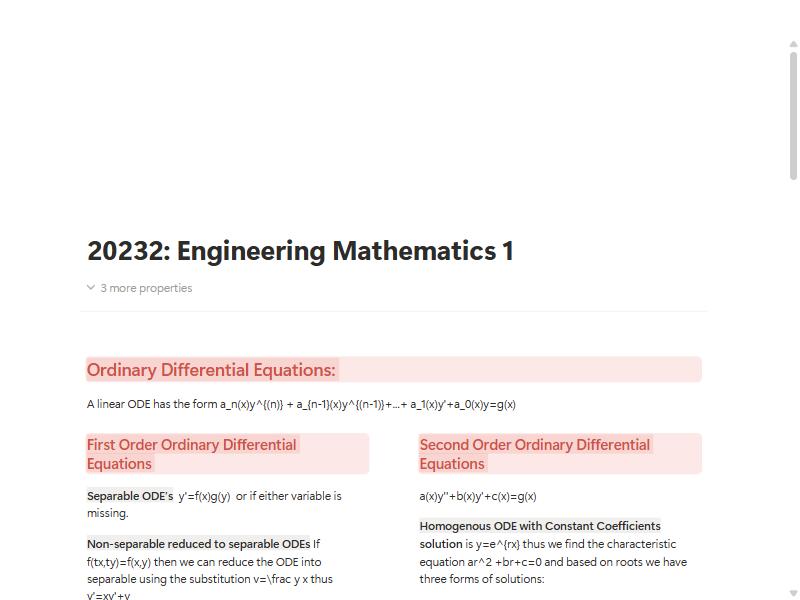 20232: Engineering Mathematics 1
3 more properties
Ordinary Differential Equations:
A linear ODE has the form a_n(x)y^{(n)} + a_{n-1}(x)y^{(n-1)}+...+ a_1(x)y'+a_0(x)y=g(x)
First Order Ordinary Differential
Equations
Separable ODE's y'=f(x)g(y) or if either variable is
missing.
Non-separable reduced to separable ODEs If
f(tx,ty)=f(x,y) then we can reduce the ODE into
separable using the substitution v=\frac y x thus
y'=xv'+v
Second Order Ordinary Differential
Equations
a(x)y''+b(x)y'+c(x)=g(x)
Homogenous ODE with Constant Coefficients
solution is y=e^{rx} thus we find the characteristic
equation ar^2 +br+c=0 and based on roots we have
three forms of solutions: